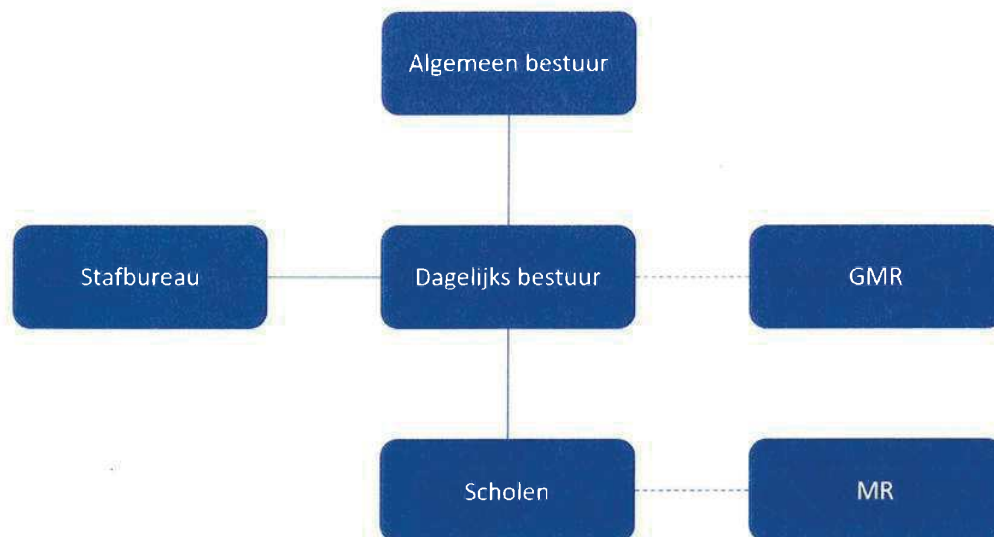 Algemeen bestuur
Stafbureau
Dagelijks bestuur
GMR
Scholen
MR